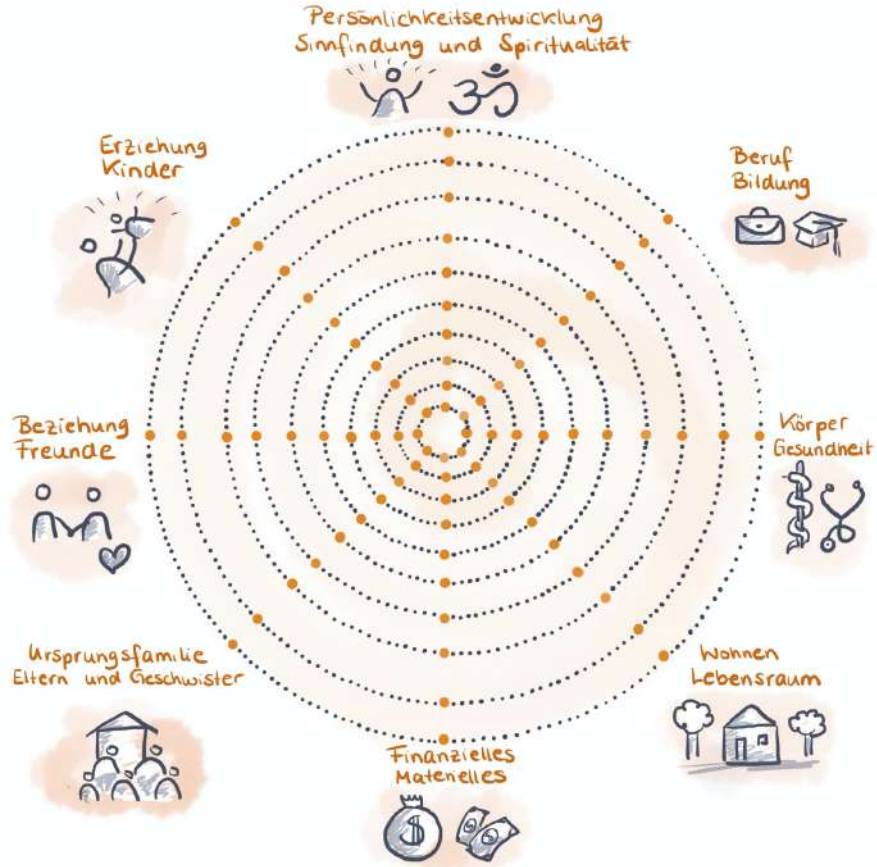 Persönlichkeitsentwicklung
Sinnfindung und Spiritualität
Erziehung
Kinder
Beruf
Bildung
Beziehung
Freunde
Körper
Gesundheit
Ursprungsfamilie
Eltern und Geschwister
Wohnen
Lebensraum
Finanzielles
Materielles